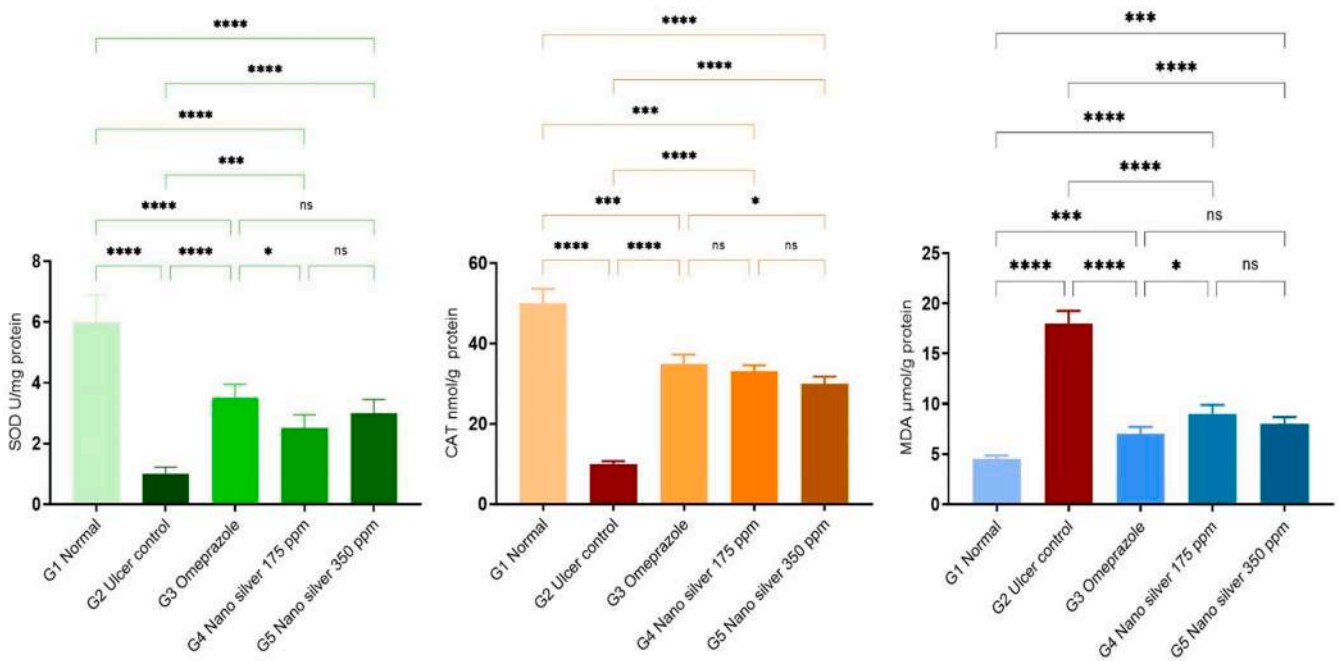 ****
****
****
***
****
ns
****
****
*
ns
8
6
4
2
0
SOD U/mg protein
G1 Normal
G2 Ulcer control
G3 Omeprazole
G4 Nano silver 175 ppm
G5 Nano silver 350 ppm
****
****
***
****
***
*
****
****
ns
ns
60
40
20
0
CAT nmol/g protein
G1 Normal
G2 Ulcer control
G3 Omeprazole
G4 Nano silver 175 ppm
G5 Nano silver 350 ppm
***
****
****
****
***
ns
****
****
*
ns
25
20
15
10
5
0
MDA µmol/g protein
G1 Normal
G2 Ulcer control
G3 Omeprazole
G4 Nano silver 175 ppm
G5 Nano silver 350 ppm